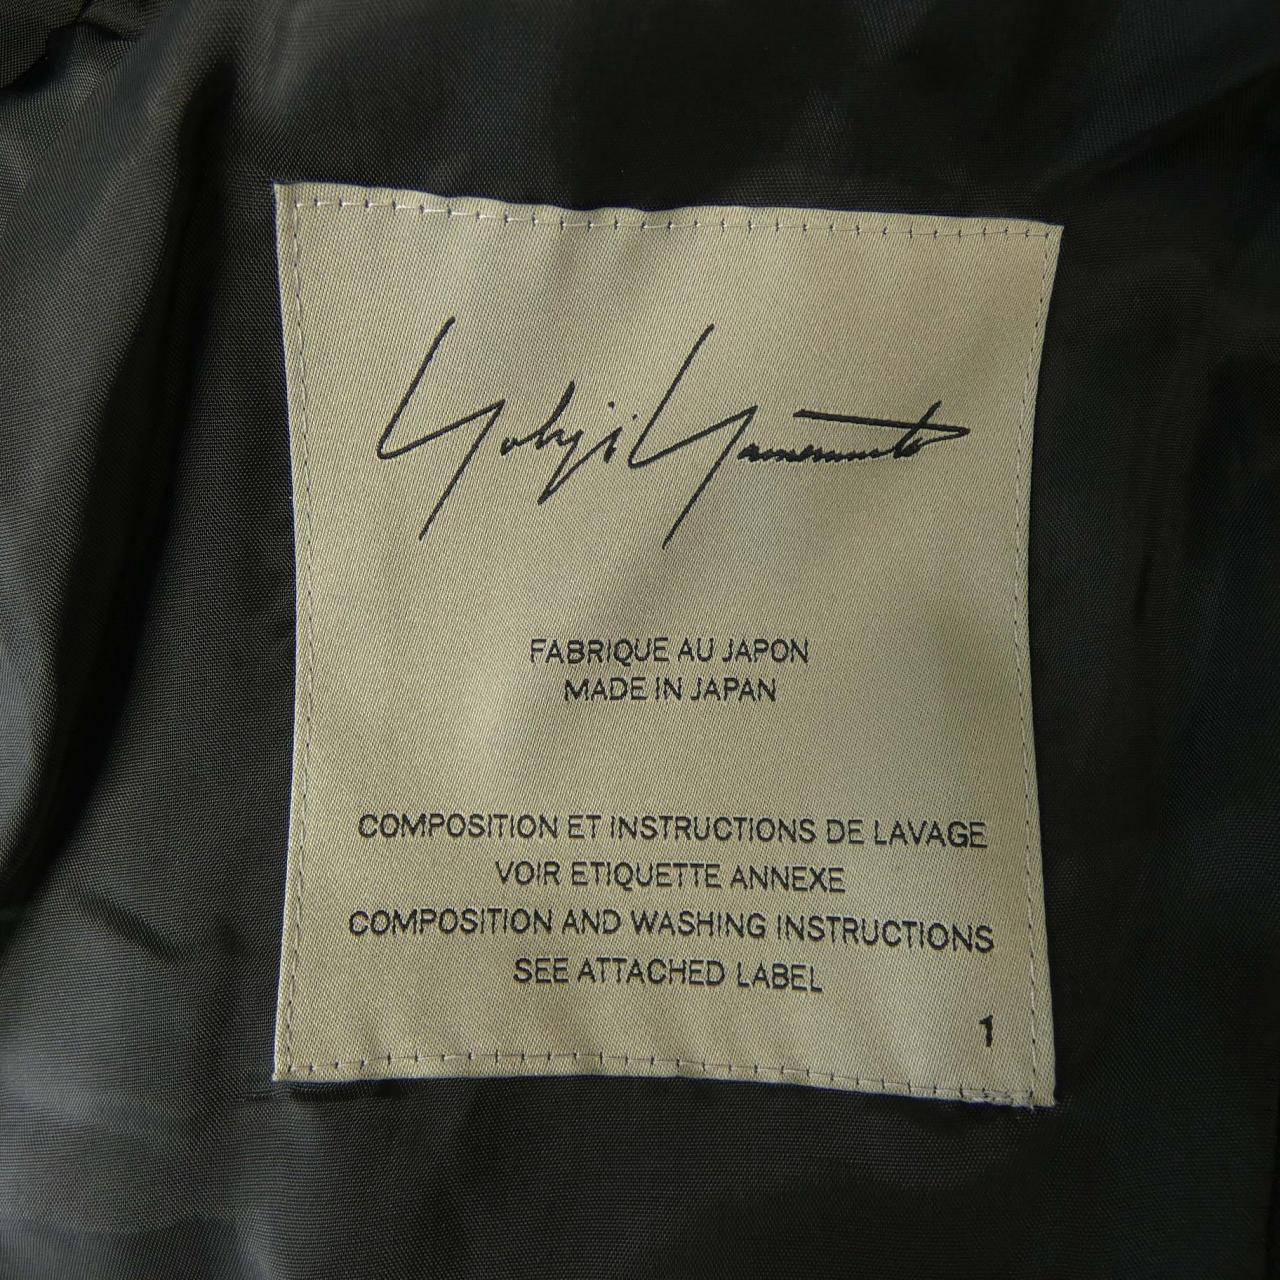 Yohji Yamamoto
FABRIQUE AU JAPON
MADE IN JAPAN
COMPOSITION ET INSTRUCTIONS DE LAVAGE
VOIR ETIQUETTE ANNEXE
COMPOSITION AND WASHING INSTRUCTIONS
SEE ATTACHED LABEL
1